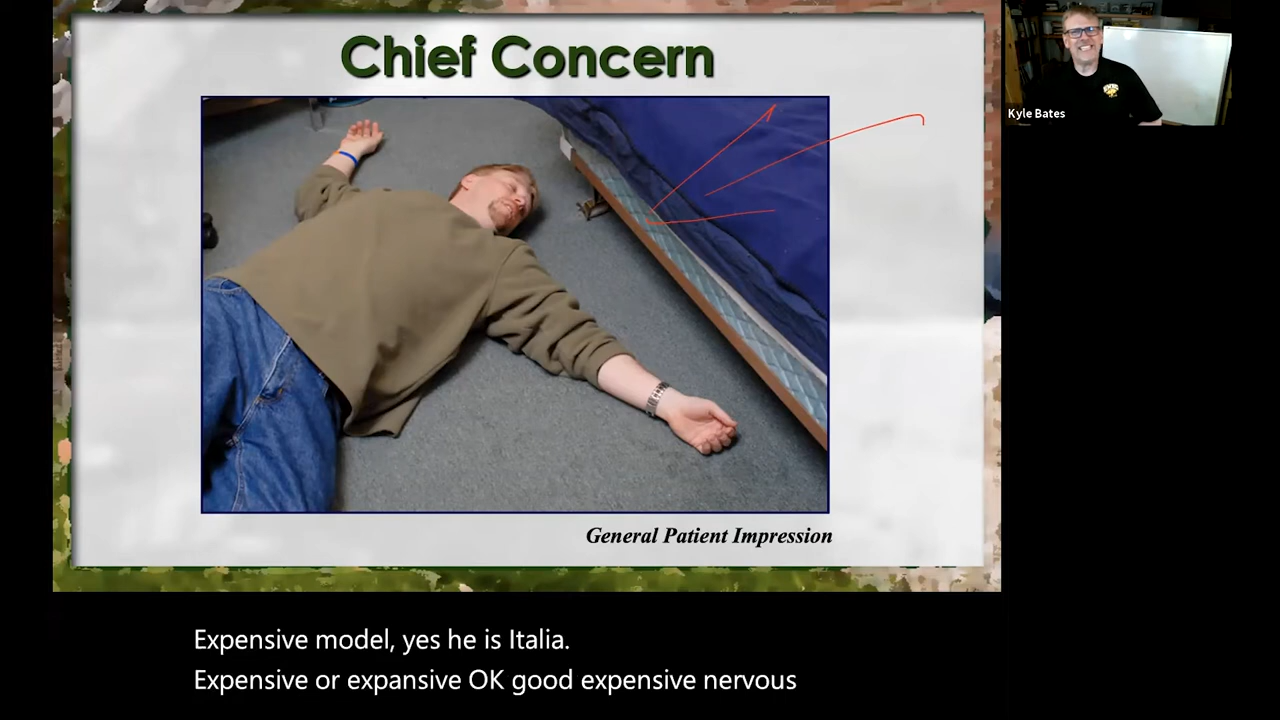 Chief Concern
Kyle Bates
General Patient Impression
Expensive model, yes he is Italia.
Expensive or expansive OK good expensive nervous